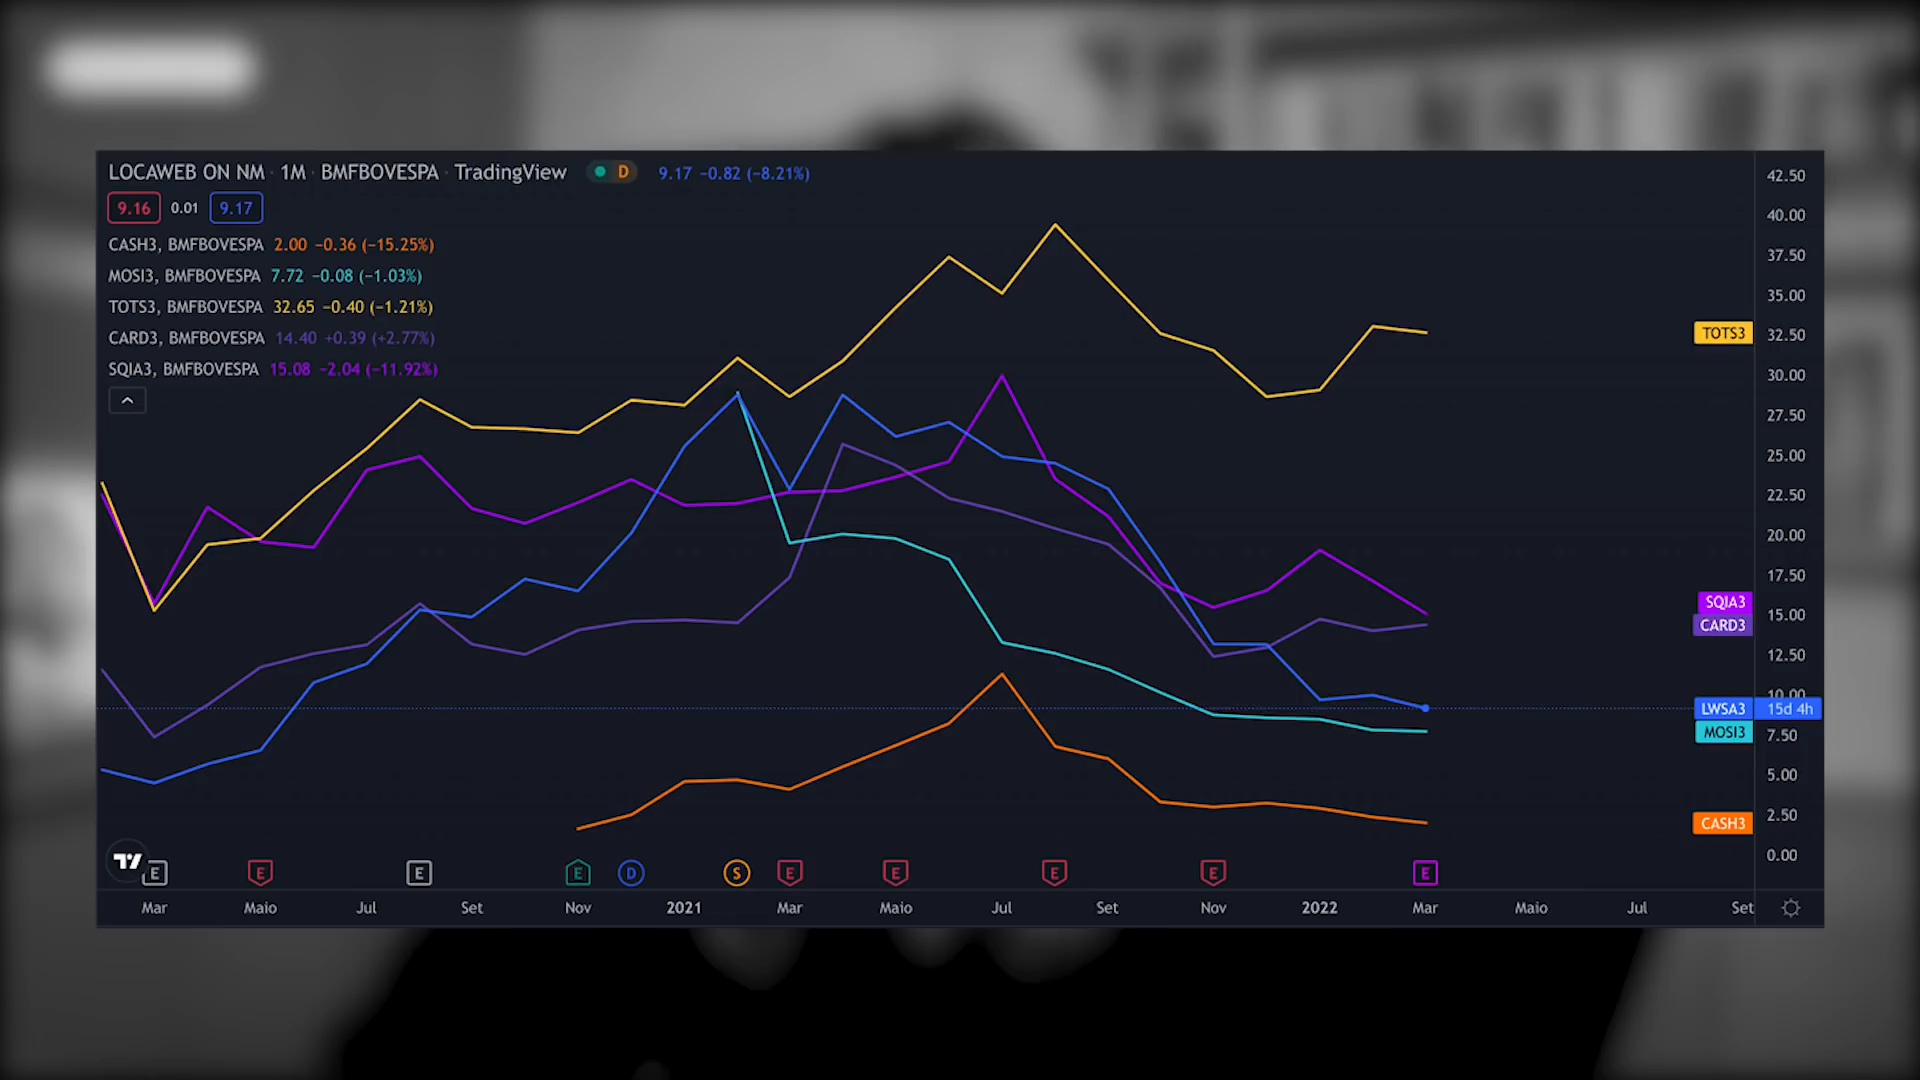 LOCAWEB ON NM · 1M · BMFBOVESPA · TradingView D 9.17 −0.82 (−8.21%)
9.16 0.01 9.17
CASH3, BMFBOVESPA 2.00 −0.36 (−15.25%)
MOSI3, BMFBOVESPA 7.72 −0.08 (−1.03%)
TOTS3, BMFBOVESPA 32.65 −0.40 (−1.21%)
CARD3, BMFBOVESPA 14.40 +0.39 (+2.77%)
SQIA3, BMFBOVESPA 15.08 −2.04 (−11.92%)
42.50
40.00
37.50
35.00
TOTS3 32.50
30.00
27.50
25.00
22.50
20.00
17.50
SQIA3
15.00
CARD3
12.50
10.00
LWSA3 15d 4h
MOSI3 7.50
5.00
2.50
CASH3
0.00
E E E E D S E E E E E
Mar Maio Jul Set Nov 2021 Mar Maio Jul Set Nov 2022 Mar Maio Jul Set